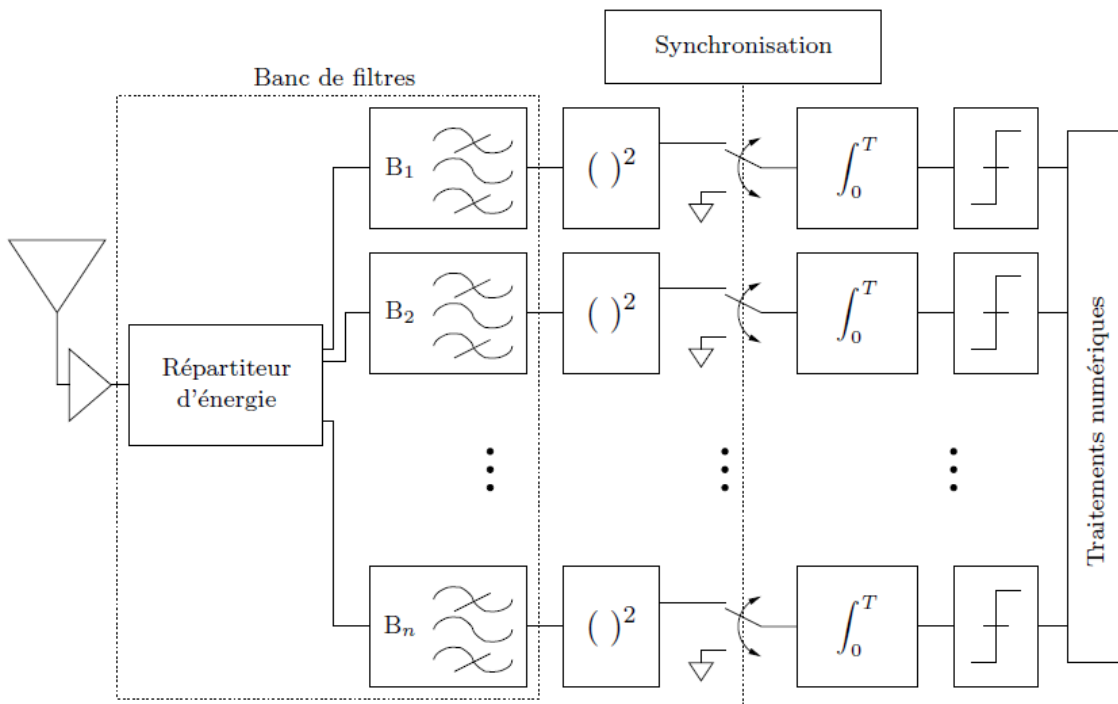 Synchronisation
Banc de filtres
B₁
( )²
∫₀ᵀ
B₂
( )²
∫₀ᵀ
Répartiteur
d'énergie
Bₙ
( )²
∫₀ᵀ
Traitements numériques